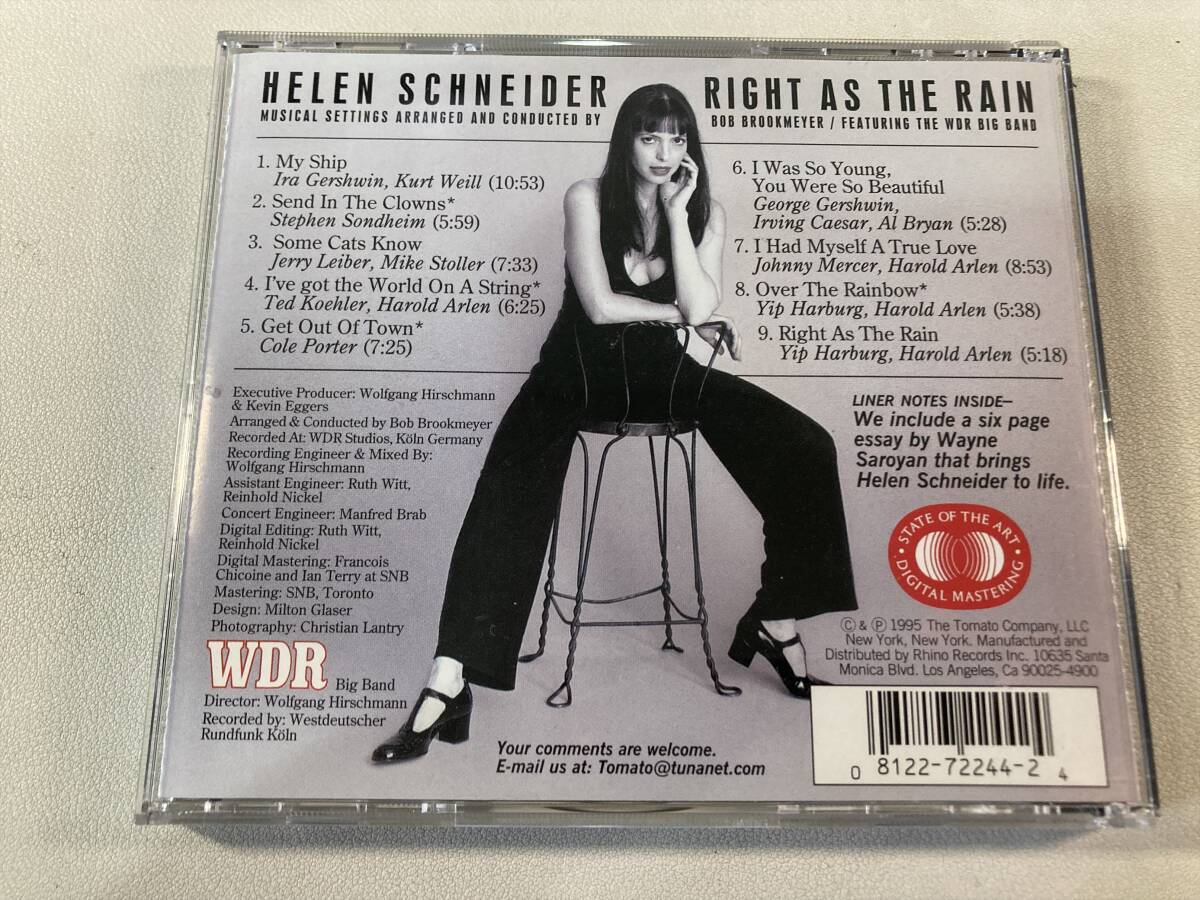 HELEN SCHNEIDER
RIGHT AS THE RAIN
MUSICAL SETTINGS ARRANGED AND CONDUCTED BY
BOB BROOKMEYER / FEATURING THE WDR BIG BAND
1. My Ship
Ira Gershwin, Kurt Weill (10:53)
2. Send In The Clowns*
Stephen Sondheim (5:59)
3. Some Cats Know
Jerry Leiber, Mike Stoller (7:33)
4. I've got the World On A String*
Ted Koehler, Harold Arlen (6:25)
5. Get Out Of Town*
Cole Porter (7:25)
6. I Was So Young,
You Were So Beautiful
George Gershwin,
Irving Caesar, Al Bryan (5:28)
7. I Had Myself A True Love
Johnny Mercer, Harold Arlen (8:53)
8. Over The Rainbow*
Yip Harburg, Harold Arlen (5:38)
9. Right As The Rain
Yip Harburg, Harold Arlen (5:18)
Executive Producer: Wolfgang Hirschmann
& Kevin Eggers
Arranged & Conducted by Bob Brookmeyer
Recorded At: WDR Studios, Köln Germany
Recording Engineer & Mixed By:
Wolfgang Hirschmann
Assistant Engineer: Ruth Witt,
Reinhold Nickel
Concert Engineer: Manfred Brab
Digital Editing: Ruth Witt,
Reinhold Nickel
Digital Mastering: Francois
Chicoine and Ian Terry at SNB
Mastering: SNB, Toronto
Design: Milton Glaser
Photography: Christian Lantry
WDR Big Band
Director: Wolfgang Hirschmann
Recorded by: Westdeutscher
Rundfunk Köln
LINER NOTES INSIDE—
We include a six page
essay by Wayne
Saroyan that brings
Helen Schneider to life.
• STATE OF THE ART •
DIGITAL MASTERING
© & ℗ 1995 The Tomato Company, LLC
New York, New York. Manufactured and
Distributed by Rhino Records Inc. 10635 Santa
Monica Blvd. Los Angeles, Ca 90025-4900
Your comments are welcome.
E-mail us at: Tomato@tunanet.com
0 8122-72244-2 4